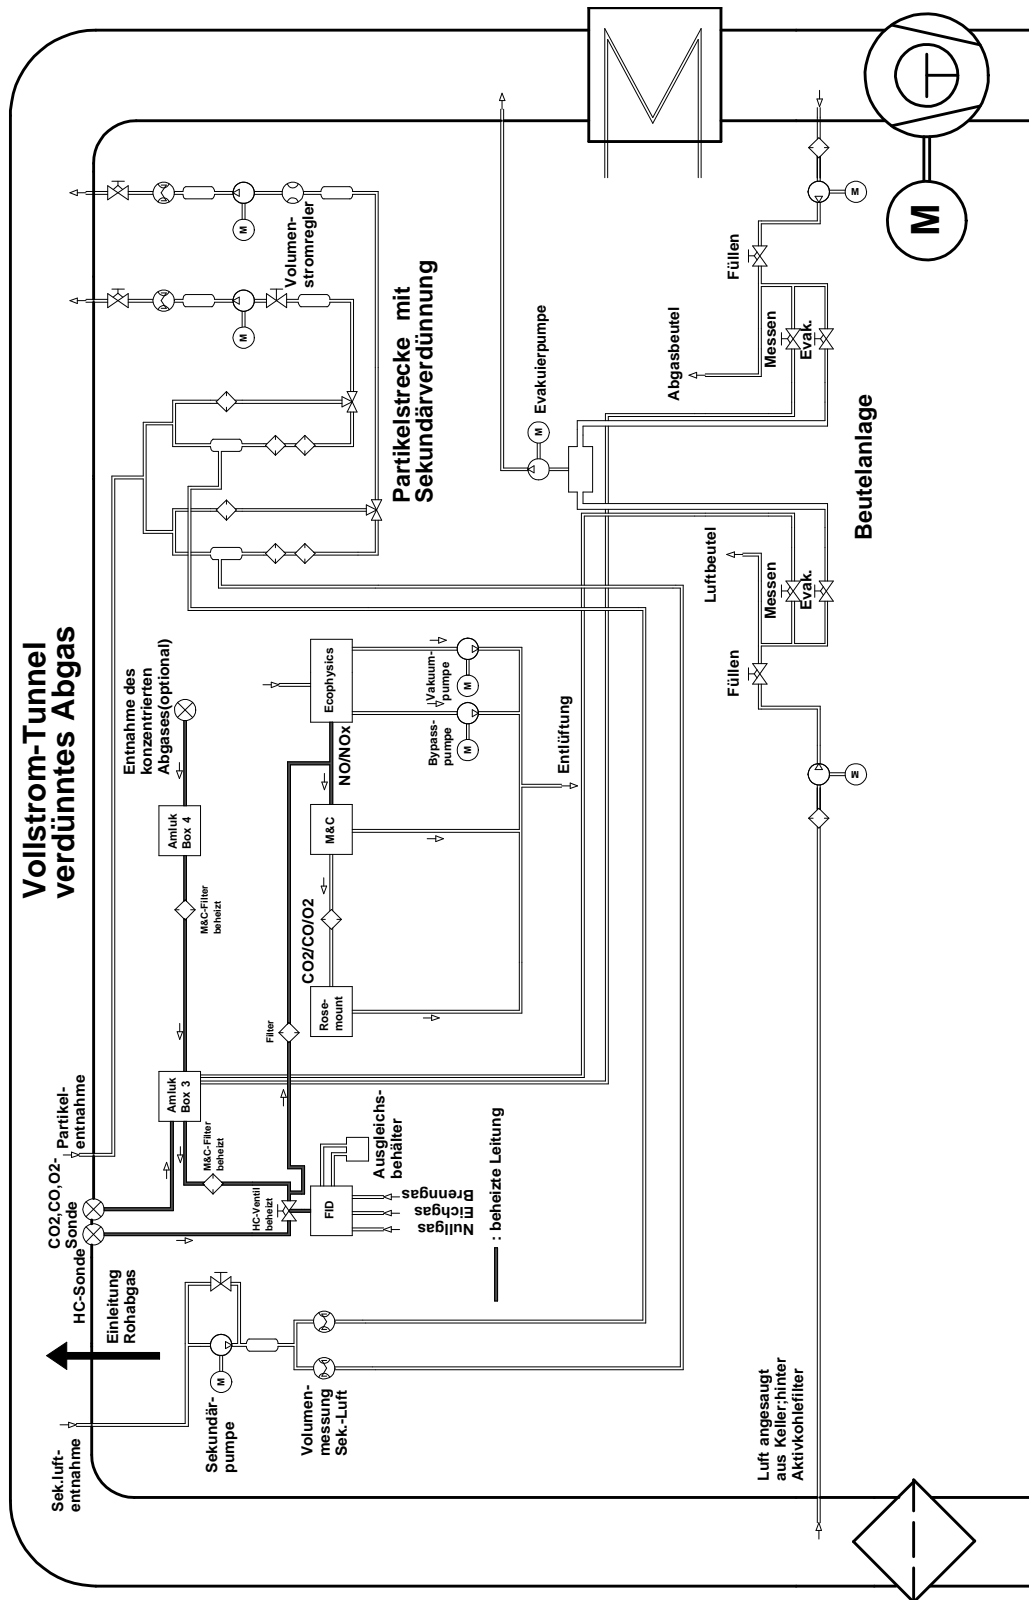 Vollstrom-Tunnel
verdünntes Abgas
Sek.luft-
entnahme
Einleitung
Rohabgas
HC-Sonde
CO2,CO,O2-
Sonde
Partikel-
entnahme
Entnahme des
konzentrierten
Abgases(optional)
Amluk
Box 3
M&C-Filter
beheizt
Amluk
Box 4
M&C-Filter
beheizt
Sekundär-
pumpe
M
Volumen-
messung
Sek.-Luft
HC-Ventil
beheizt
FID
Nullgas
Eichgas
Brenngas
Ausgleichs-
behälter
: beheizte Leitung
Filter
Rose-
mount
CO2/CO/O2
M&C
NO/NOx
Ecophysics
Bypass-
pumpe
M
Vakuum-
pumpe
M
Entlüftung
Volumen-
stromregler
M
M
Partikelstrecke mit
Sekundärverdünnung
Evakuierpumpe
M
Luftbeutel
Füllen
Messen
Evak.
M
Abgasbeutel
Füllen
Messen
Evak.
M
Beutelanlage
Luft angesaugt
aus Keller;hinter
Aktivkohlefilter
M